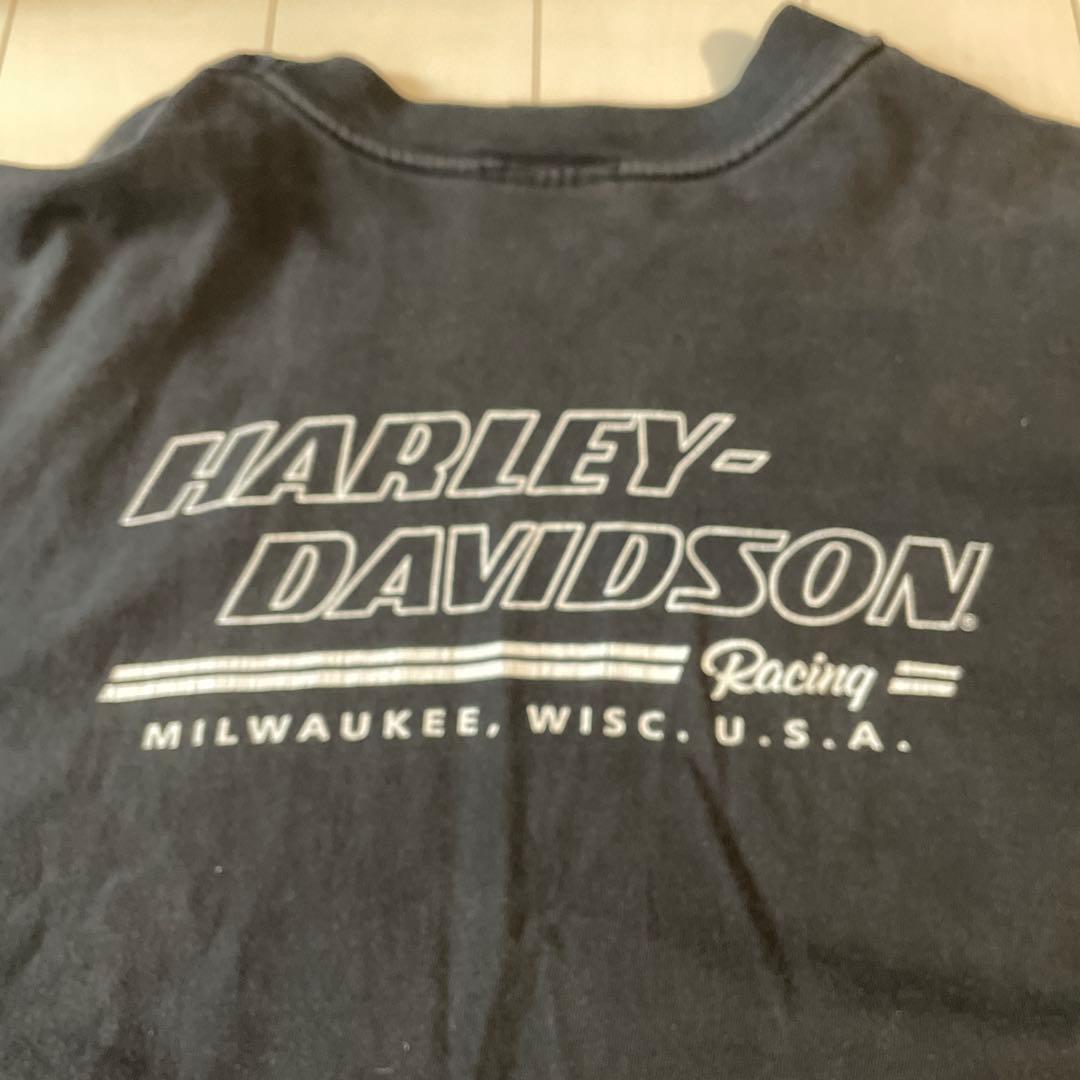 HARLEY-
DAVIDSON®
Racing
MILWAUKEE, WISC. U.S.A.